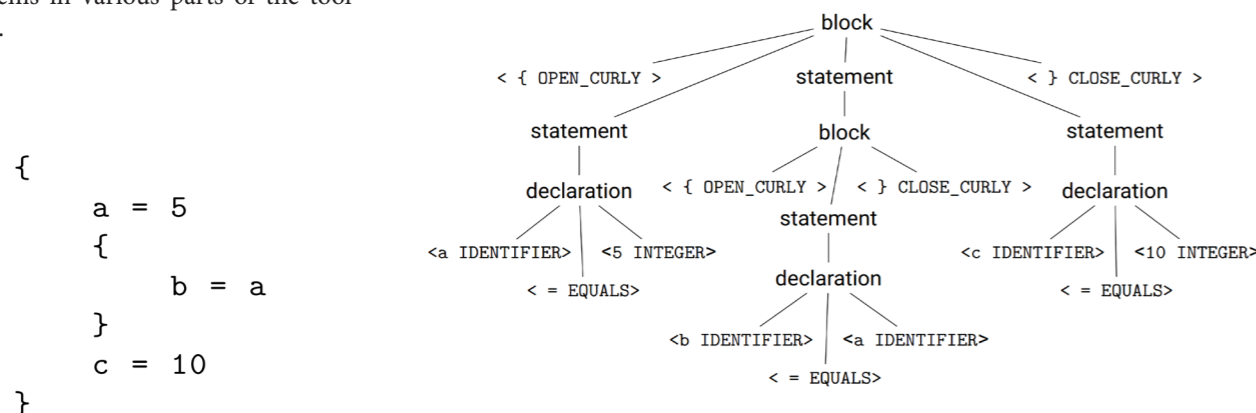 ems in various parts of the tool
.
{
a = 5
{
b = a
}
c = 10
}
block
< { OPEN_CURLY >
statement
< } CLOSE_CURLY >
statement
block
statement
declaration
< { OPEN_CURLY >
< } CLOSE_CURLY >
declaration
statement
<a IDENTIFIER>
<5 INTEGER>
<c IDENTIFIER>
<10 INTEGER>
declaration
< = EQUALS>
< = EQUALS>
<b IDENTIFIER>
<a IDENTIFIER>
< = EQUALS>